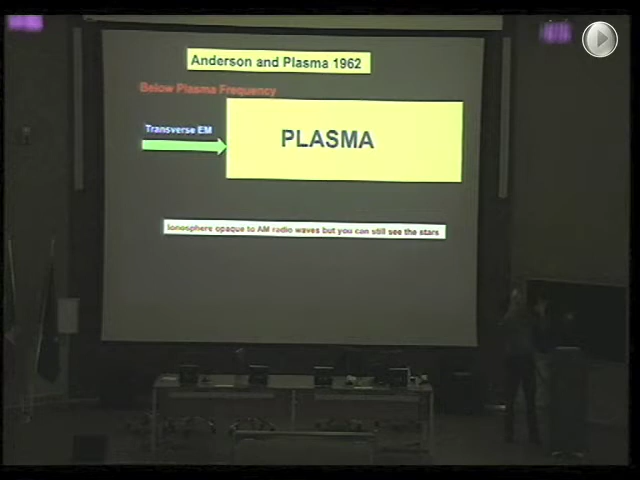 Anderson and Plasma 1962
Below Plasma Frequency
Transverse EM
PLASMA
Ionosphere opaque to AM radio waves but you can still see the stars